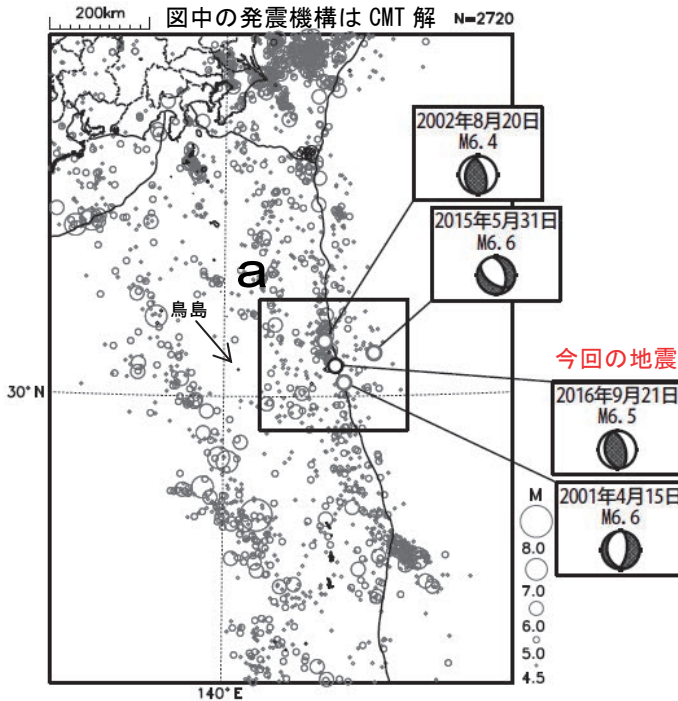 200km
図中の発震機構は CMT 解
N=2720
2002年8月20日
M6.4
2015年5月31日
M6.6
a
鳥島
今回の地震
30°N
2016年9月21日
M6.5
2001年4月15日
M6.6
M
8.0
7.0
6.0
5.0
4.5
140°E